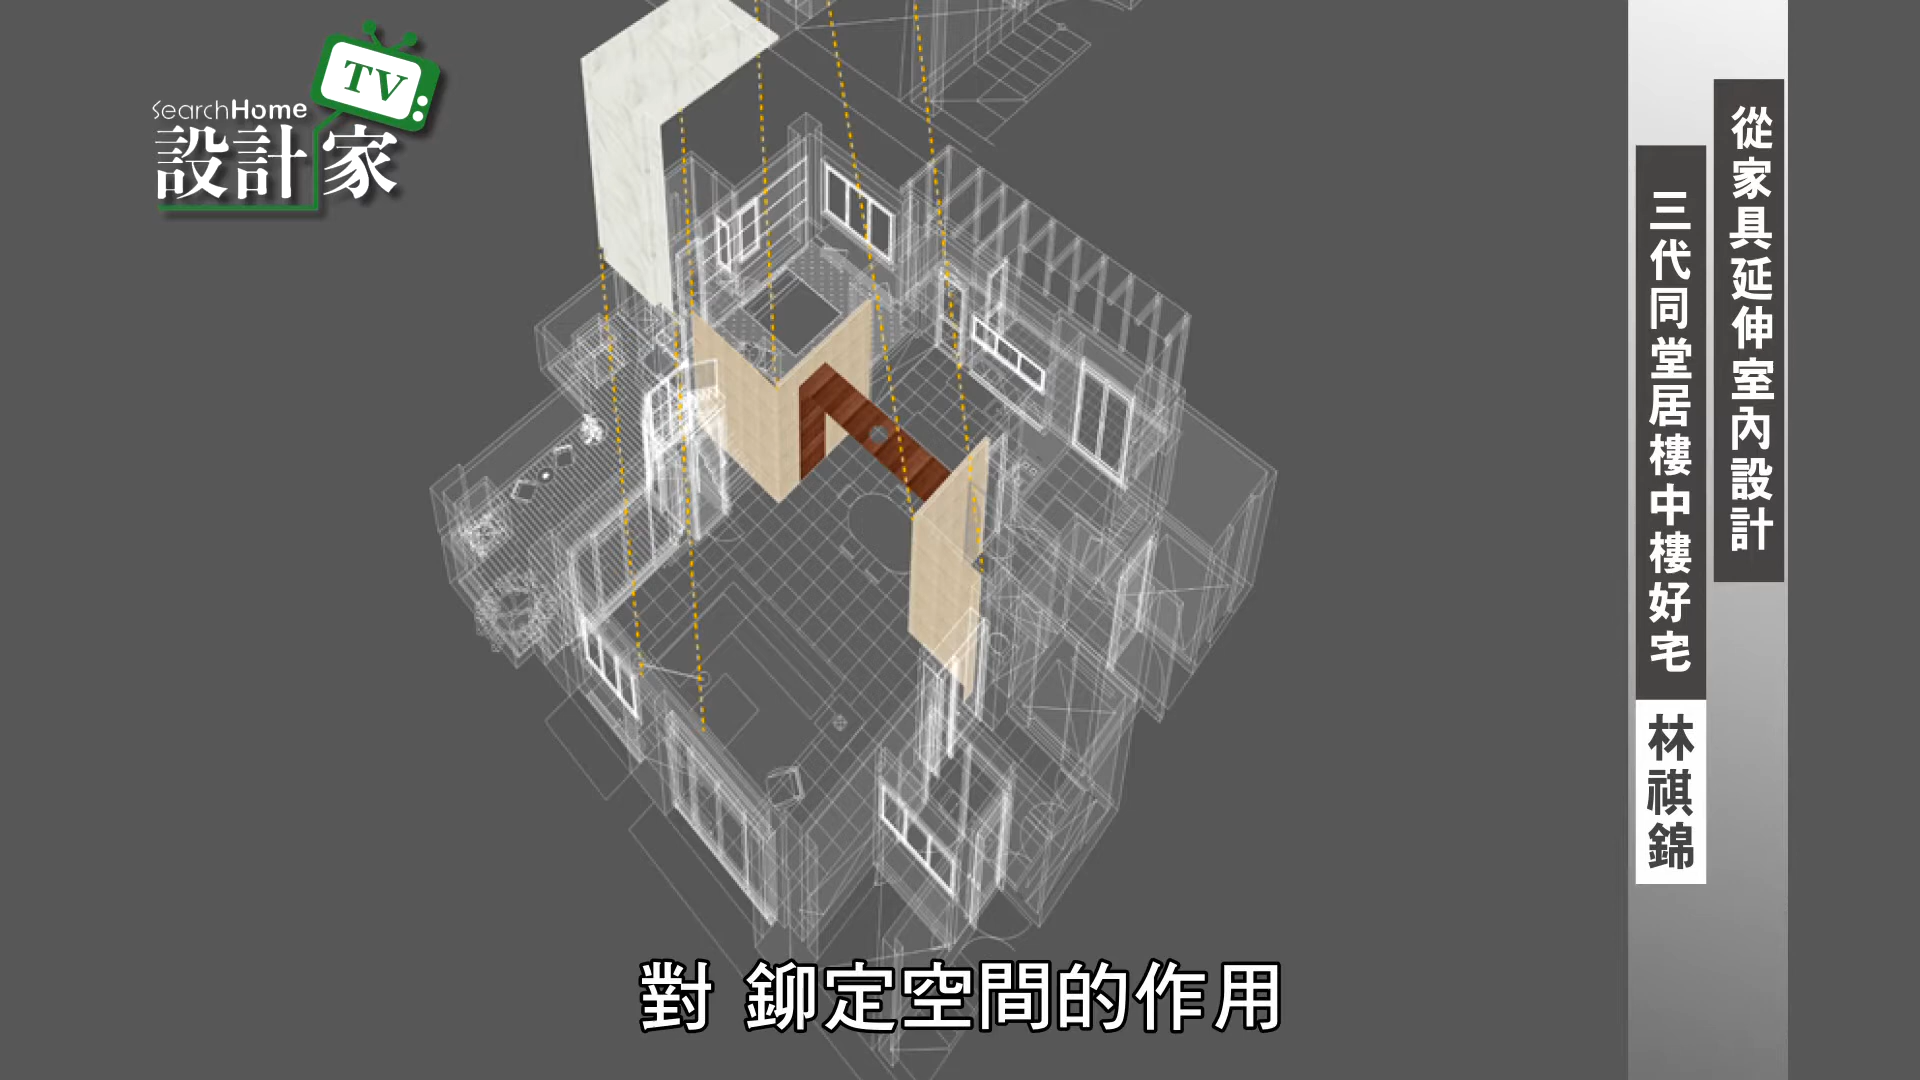 TV
SearchHome
設計家
從家具延伸室內設計
三代同堂居樓中樓好宅
林祺錦
對 鉚定空間的作用